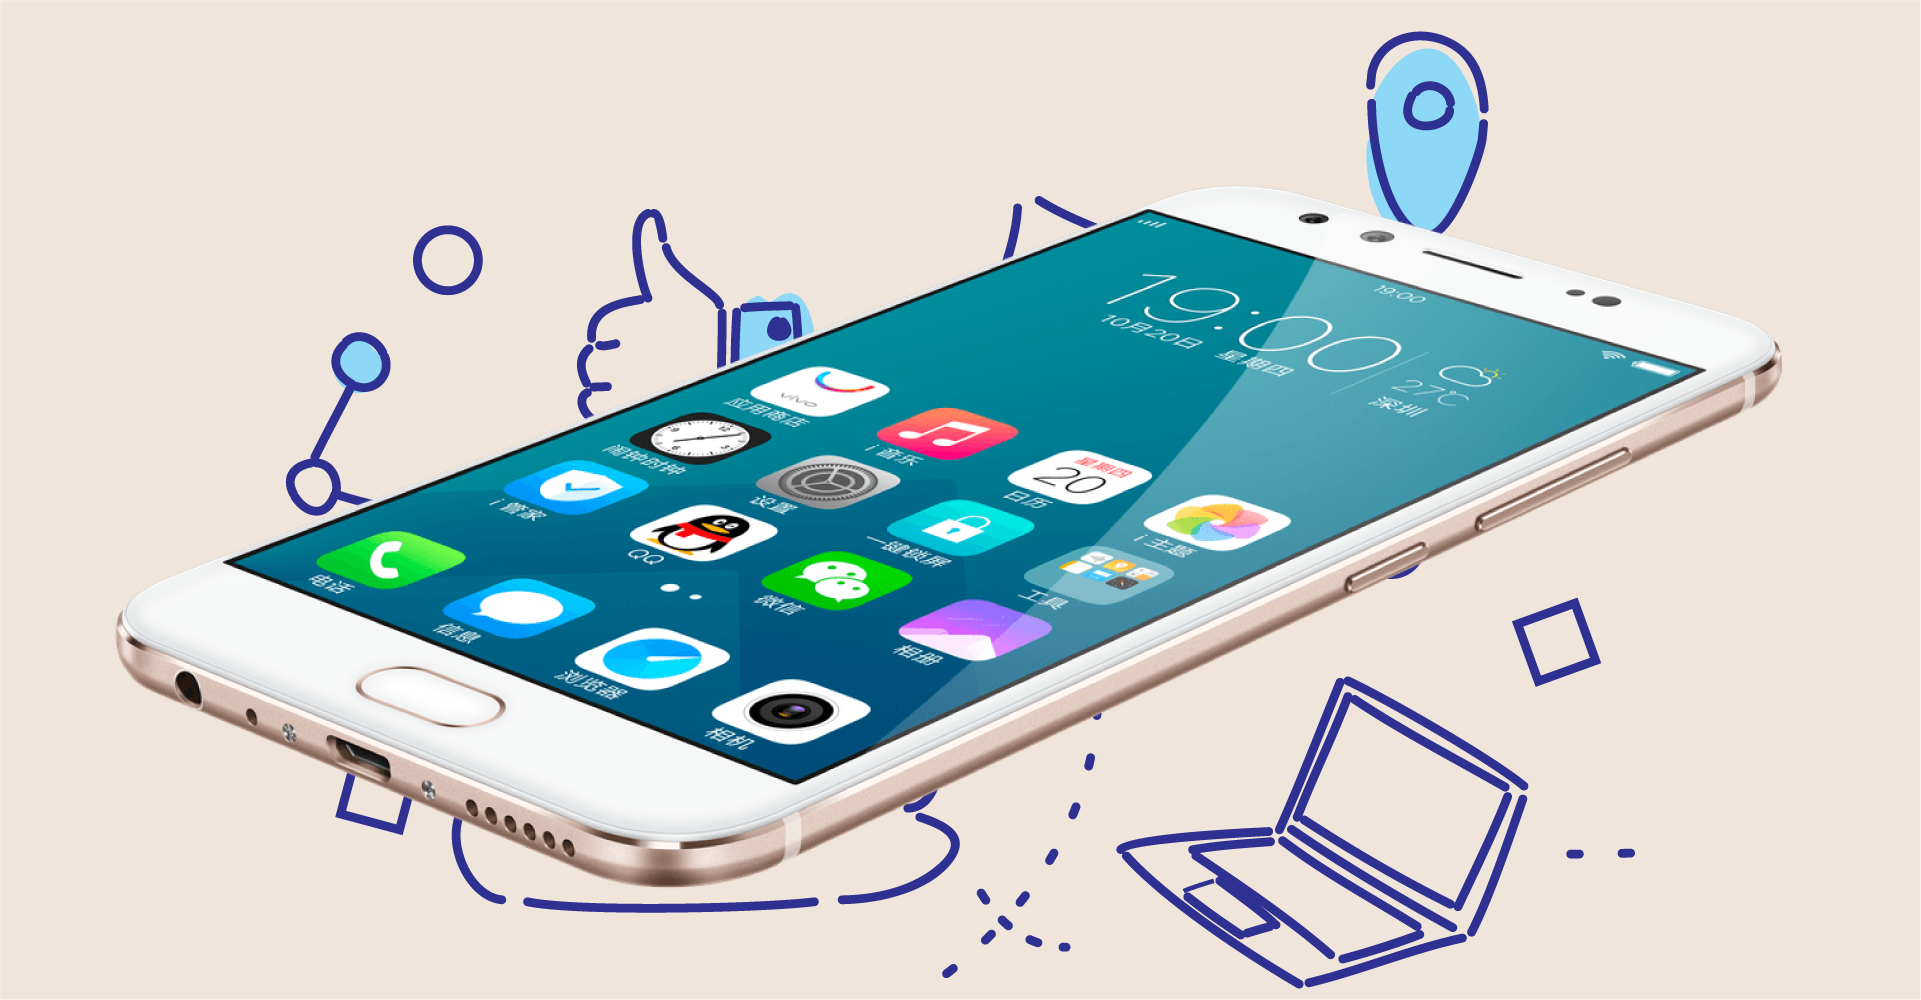 19:00
19:00
10月20日 星期四
27℃
深圳
vivo
应用商店
i 音乐
星期四
20
日历
i 主题
闹钟时钟
设置
一键锁屏
工具
i 管家
QQ
微信
相册
电话
信息
浏览器
相机